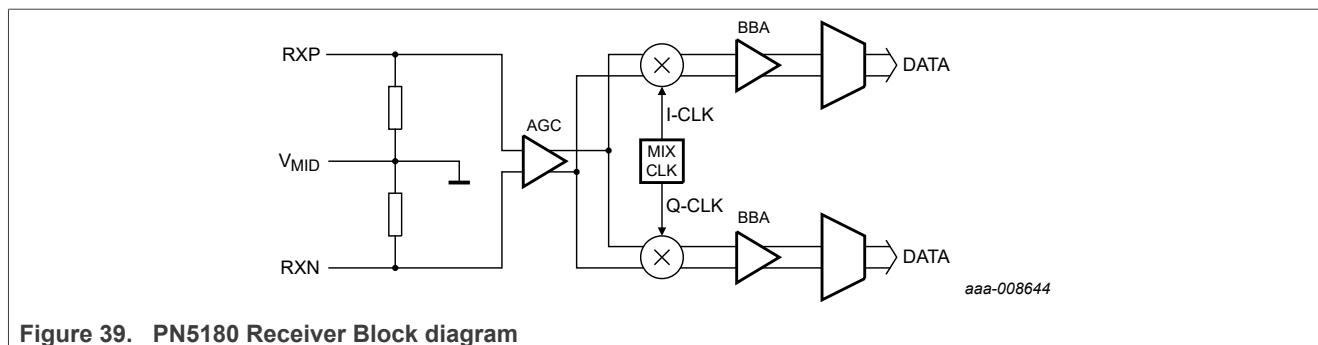 RXP
VMID
RXN
AGC
I-CLK
MIX
CLK
Q-CLK
BBA
DATA
BBA
DATA
aaa-008644
Figure 39. PN5180 Receiver Block diagram